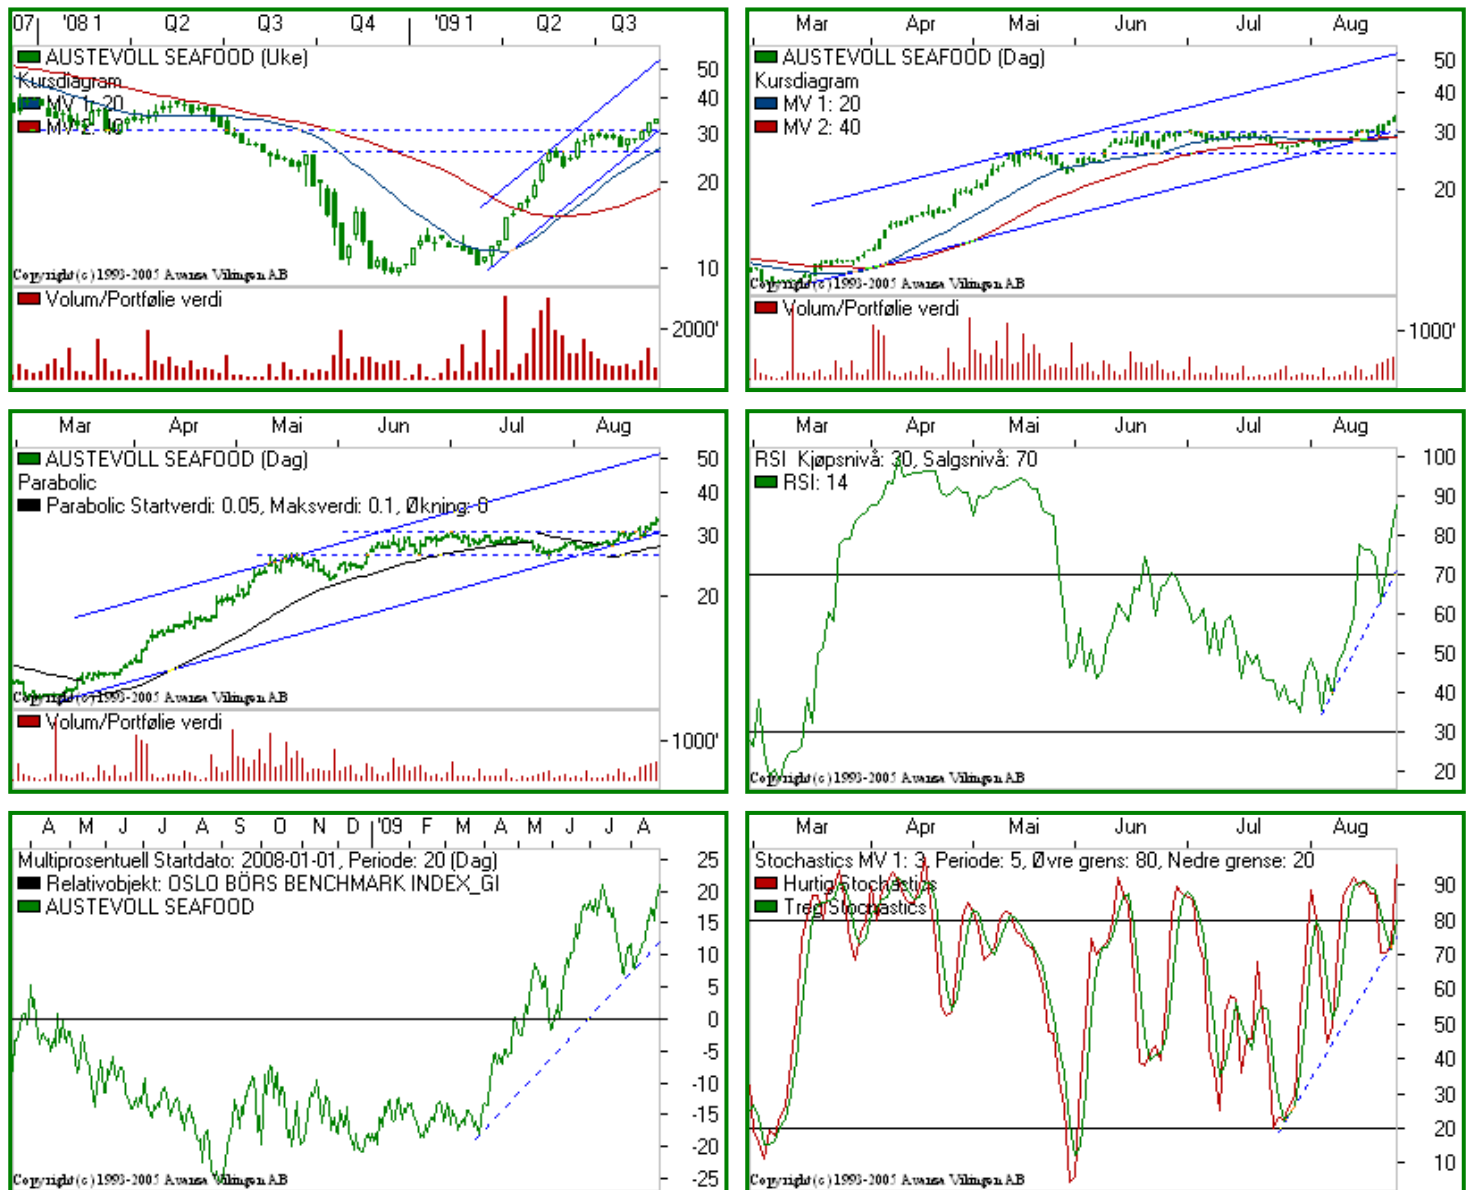 07 '08 1 Q2 Q3 Q4 '09 1 Q2 Q3
AUSTEVOLL SEAFOOD (Uke)
Kursdiagram
MV 1: 20
MV 2: 40
50
40
30
20
10
Copyright (c) 1993-2005 Avansa Vikingen AB
Volum/Portfølie verdi
2000'
Mar Apr Mai Jun Jul Aug
AUSTEVOLL SEAFOOD (Dag)
Kursdiagram
MV 1: 20
MV 2: 40
50
40
30
20
Copyright (c) 1993-2005 Avansa Vikingen AB
Volum/Portfølie verdi
1000'
Mar Apr Mai Jun Jul Aug
AUSTEVOLL SEAFOOD (Dag)
Parabolic
Parabolic Startverdi: 0.05, Maksverdi: 0.1, Økning: 0
50
40
30
20
Copyright (c) 1993-2005 Avansa Vikingen AB
Volum/Portfølie verdi
1000'
Mar Apr Mai Jun Jul Aug
RSI Kjøpsnivå: 30, Salgsnivå: 70
RSI: 14
100
90
80
70
60
50
40
30
20
Copyright (c) 1993-2005 Avansa Vikingen AB
A M J J A S O N D '09 F M A M J J A
Multiprosentuell Startdato: 2008-01-01, Periode: 20 (Dag)
Relativobjekt: OSLO BÖRS BENCHMARK INDEX_GI
AUSTEVOLL SEAFOOD
25
20
15
10
5
0
-5
-10
-15
-20
-25
Copyright (c) 1993-2005 Avansa Vikingen AB
Mar Apr Mai Jun Jul Aug
Stochastics MV 1: 3, Periode: 5, Øvre grens: 80, Nedre grense: 20
Hurtig Stochastics
Treg Stochastics
90
80
70
60
50
40
30
20
10
Copyright (c) 1993-2005 Avansa Vikingen AB